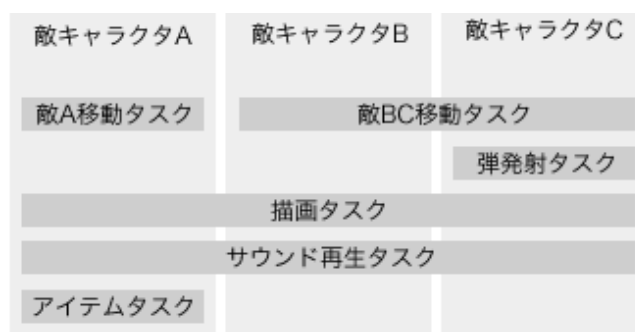 敵キャラクタA
敵キャラクタB
敵キャラクタC
敵A移動タスク
敵BC移動タスク
弾発射タスク
描画タスク
サウンド再生タスク
アイテムタスク